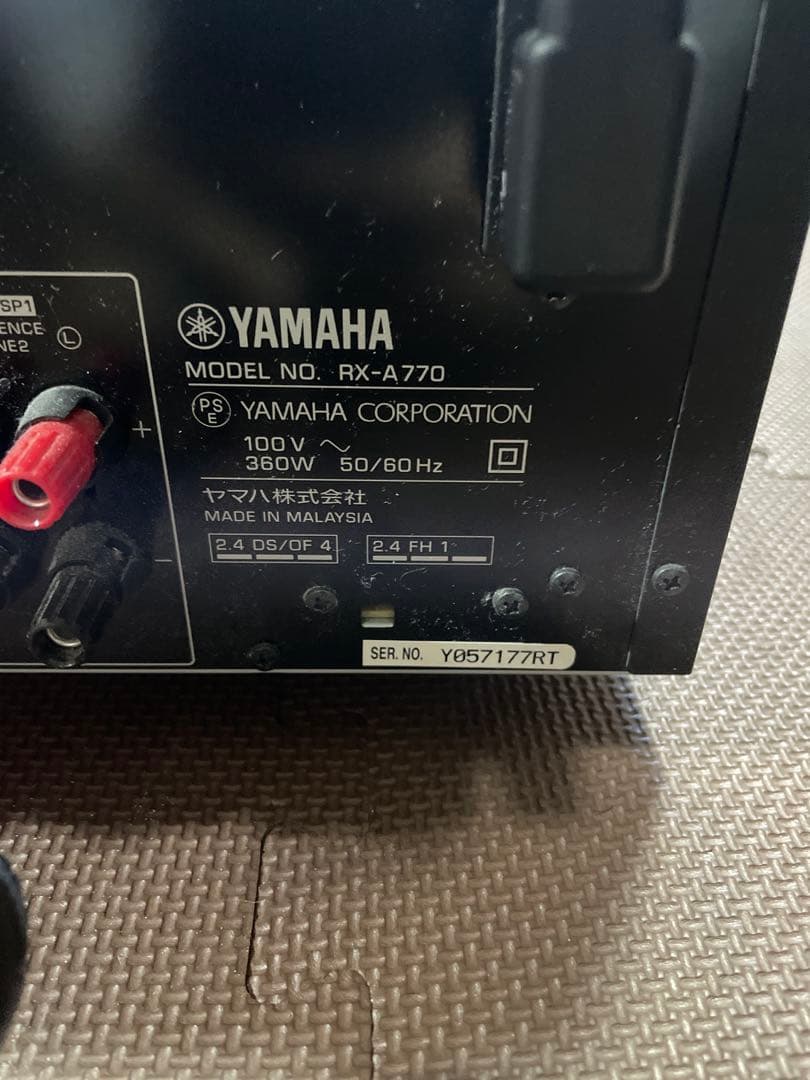 SP1
ENCE
NE2
L
+
YAMAHA
MODEL NO. RX-A770
PSE YAMAHA CORPORATION
100V ～
360W 50/60Hz
ヤマハ株式会社
MADE IN MALAYSIA
2.4 DS/OF 4 2.4 FH 1
−
SER. NO. Y057177RT